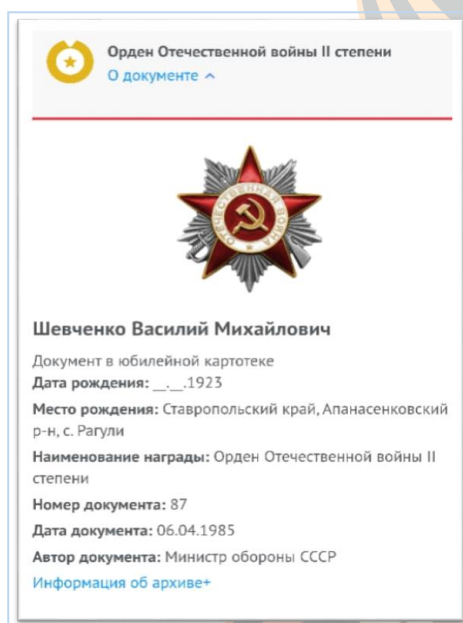 Орден Отечественной войны II степени
О документе ^
ОТЕЧЕСТВЕННАЯ ВОЙНА
Шевченко Василий Михайлович
Документ в юбилейной картотеке
Дата рождения: __.__.1923
Место рождения: Ставропольский край, Апанасенковский
р-н, с. Рагули
Наименование награды: Орден Отечественной войны II
степени
Номер документа: 87
Дата документа: 06.04.1985
Автор документа: Министр обороны СССР
Информация об архиве+